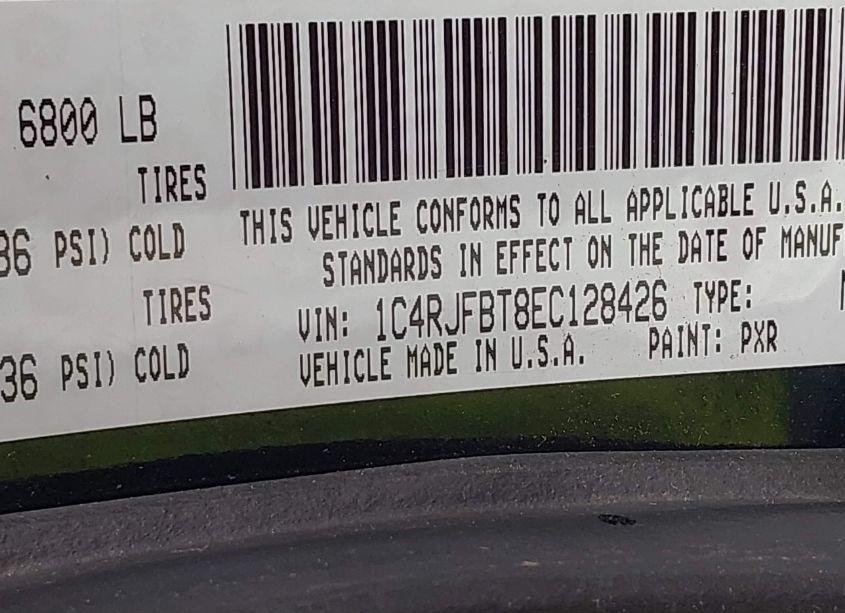 6800 LB
TIRES
36 PSI) COLD
TIRES
36 PSI) COLD
THIS VEHICLE CONFORMS TO ALL APPLICABLE U.S.A.
STANDARDS IN EFFECT ON THE DATE OF MANUF
VIN: 1C4RJFBT8EC128426 TYPE:
VEHICLE MADE IN U.S.A. PAINT: PXR